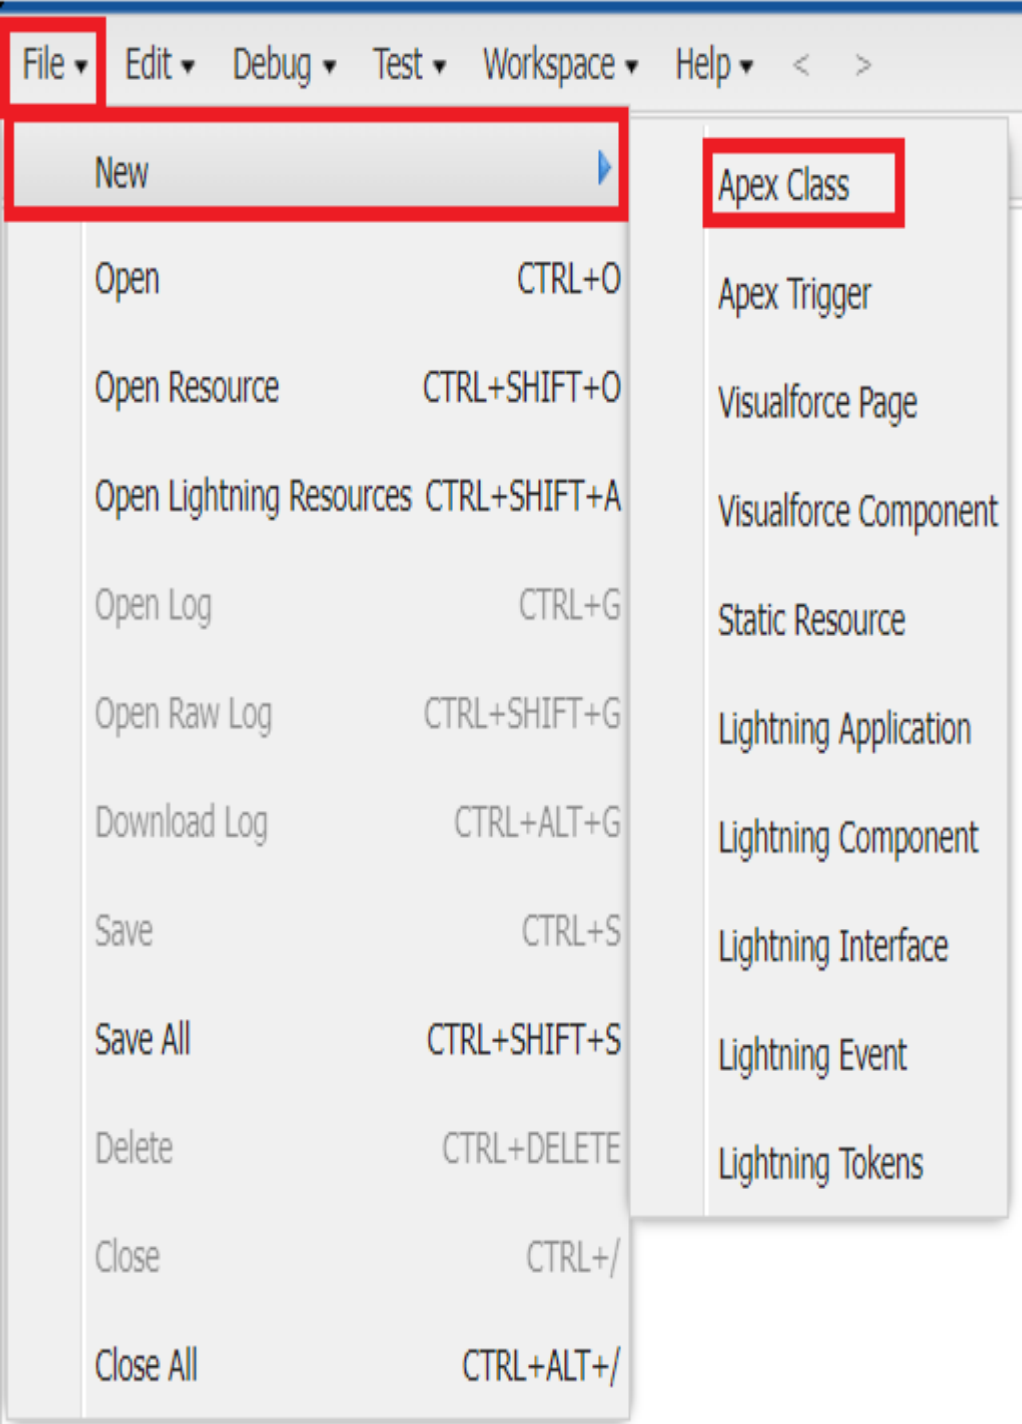 File Edit Debug Test Workspace Help < >
New
Open CTRL+O
Open Resource CTRL+SHIFT+O
Open Lightning Resources CTRL+SHIFT+A
Open Log CTRL+G
Open Raw Log CTRL+SHIFT+G
Download Log CTRL+ALT+G
Save CTRL+S
Save All CTRL+SHIFT+S
Delete CTRL+DELETE
Close CTRL+/
Close All CTRL+ALT+/
Apex Class
Apex Trigger
Visualforce Page
Visualforce Component
Static Resource
Lightning Application
Lightning Component
Lightning Interface
Lightning Event
Lightning Tokens